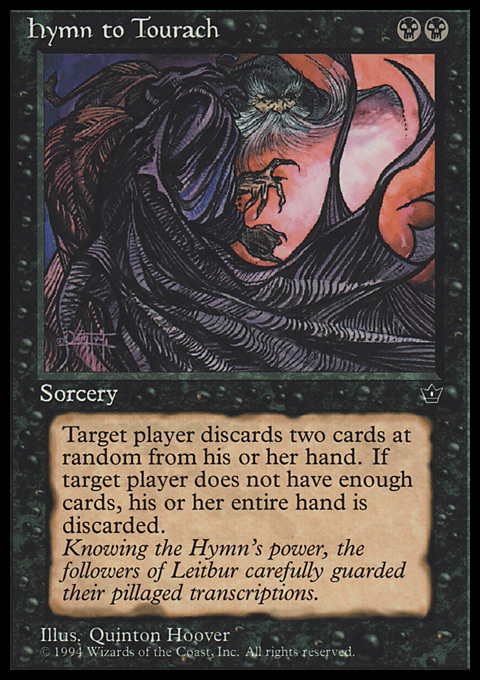 Hymn to Tourach
Sorcery
Target player discards two cards at
random from his or her hand. If
target player does not have enough
cards, his or her entire hand is
discarded.
Knowing the Hymn's power, the
followers of Leitbur carefully guarded
their pillaged transcriptions.
Illus. Quinton Hoover
© 1994 Wizards of the Coast, Inc. All rights reserved.